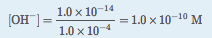 [OH⁻] = 1.0 × 10⁻¹⁴ / 1.0 × 10⁻⁴ = 1.0 × 10⁻¹⁰ M